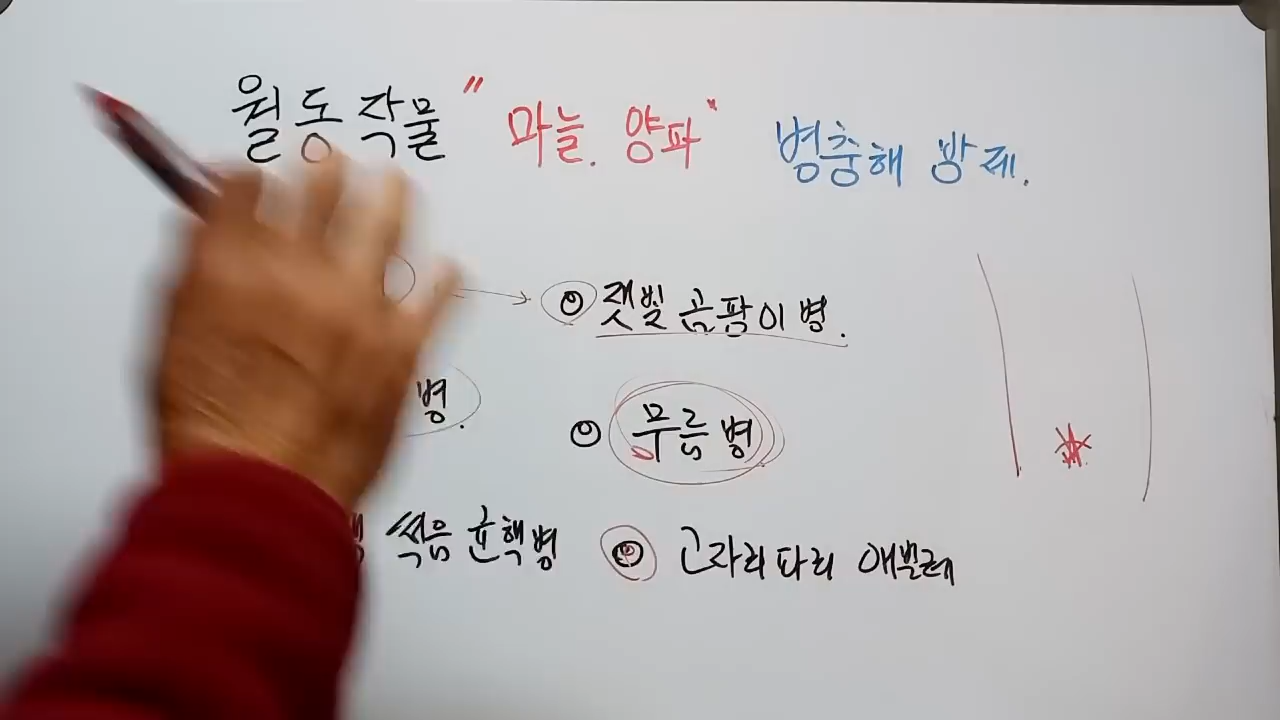 월동작물 "마늘. 양파" 병충해 방제.
잿빛곰팡이병.
병. 무름병
썩음균핵병 고자리파리 애벌레